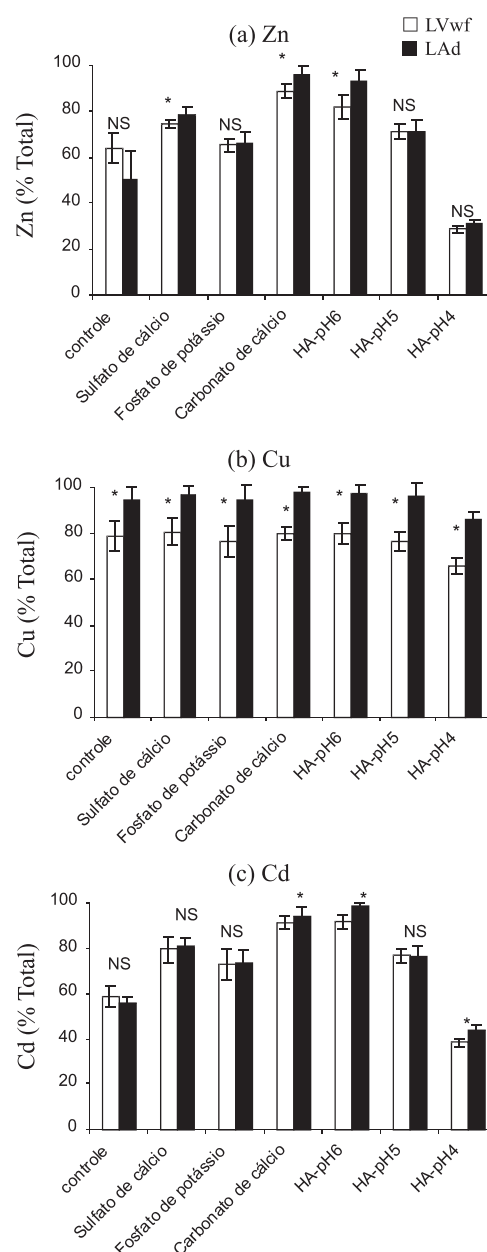 (a) Zn
LVwf
LAd
Zn (% Total)
100
80
60
40
20
0
NS
*
NS
*
*
NS
NS
controle
Sulfato de cálcio
Fosfato de potássio
Carbonato de cálcio
HA-pH6
HA-pH5
HA-pH4
(b) Cu
Cu (% Total)
100
80
60
40
20
0
*
*
*
*
*
*
*
controle
Sulfato de cálcio
Fosfato de potássio
Carbonato de cálcio
HA-pH6
HA-pH5
HA-pH4
(c) Cd
Cd (% Total)
100
80
60
40
20
0
NS
NS
NS
*
*
NS
*
controle
Sulfato de cálcio
Fosfato de potássio
Carbonato de cálcio
HA-pH6
HA-pH5
HA-pH4